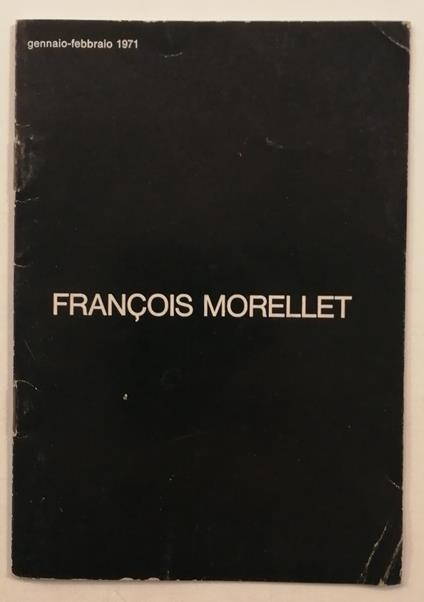 gennaio-febbraio 1971
FRANÇOIS MORELLET